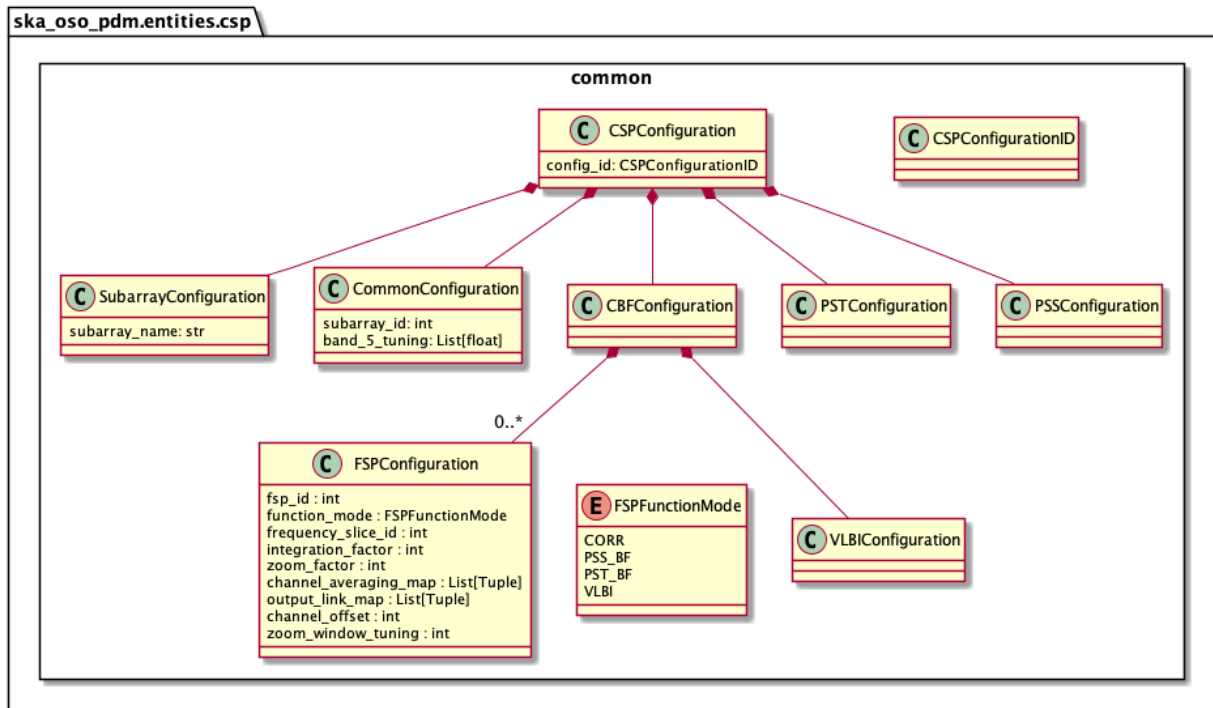 ska_oso_pdm.entities.csp
common
C CSPConfiguration
config_id: CSPConfigurationID
C CSPConfigurationID
C SubarrayConfiguration
subarray_name: str
C CommonConfiguration
subarray_id: int
band_5_tuning: List[float]
C CBFConfiguration
C PSTConfiguration
C PSSConfiguration
0..*
C FSPConfiguration
fsp_id : int
function_mode : FSPFunctionMode
frequency_slice_id : int
integration_factor : int
zoom_factor : int
channel_averaging_map : List[Tuple]
output_link_map : List[Tuple]
channel_offset : int
zoom_window_tuning : int
E FSPFunctionMode
CORR
PSS_BF
PST_BF
VLBI
C VLBIConfiguration